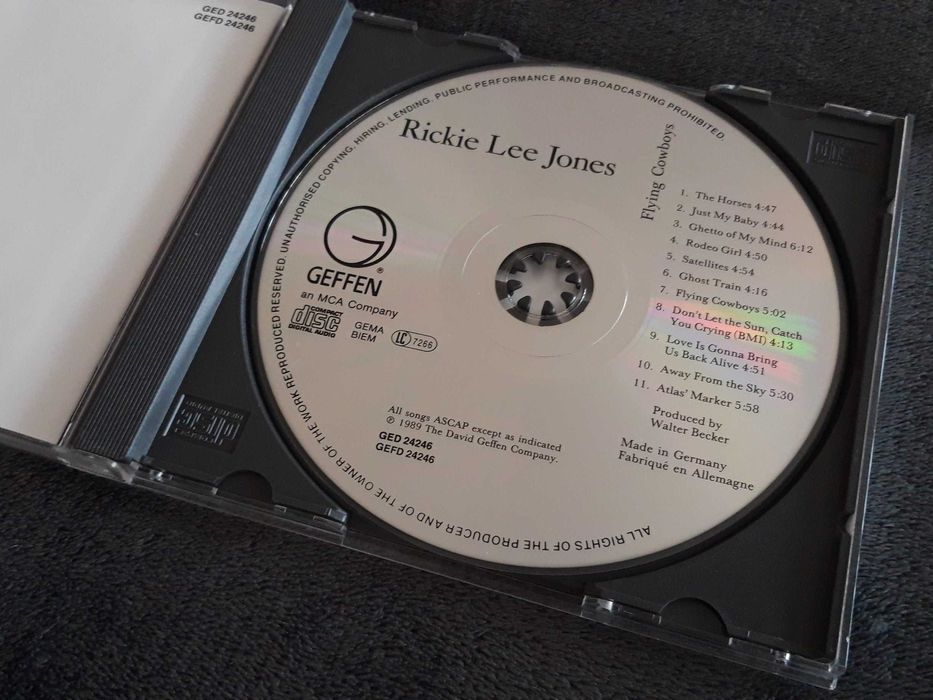 GED 24246
GEFD 24246
UNAUTHORISED COPYING, HIRING, LENDING, PUBLIC PERFORMANCE AND BROADCASTING PROHIBITED.
ALL RIGHTS OF THE PRODUCER AND OF THE OWNER OF THE WORK REPRODUCED RESERVED.
Rickie Lee Jones
Flying Cowboys
1. The Horses 4:47
2. Just My Baby 4:44
3. Ghetto of My Mind 6:12
4. Rodeo Girl 4:50
5. Satellites 4:54
6. Ghost Train 4:16
7. Flying Cowboys 5:02
8. Don't Let the Sun, Catch
You Crying (BMI) 4:13
9. Love Is Gonna Bring
Us Back Alive 4:51
10. Away From the Sky 5:30
11. Atlas' Marker 5:58
Produced by
Walter Becker
Made in Germany
Fabriqué en Allemagne
G
GEFFEN®
an MCA Company
COMPACT
disc
DIGITAL AUDIO
GEMA
BIEM
LC 7266
All songs ASCAP except as indicated
℗ 1989 The David Geffen Company.
GED 24246
GEFD 24246
COMPACT
disc
DIGITAL AUDIO
disc